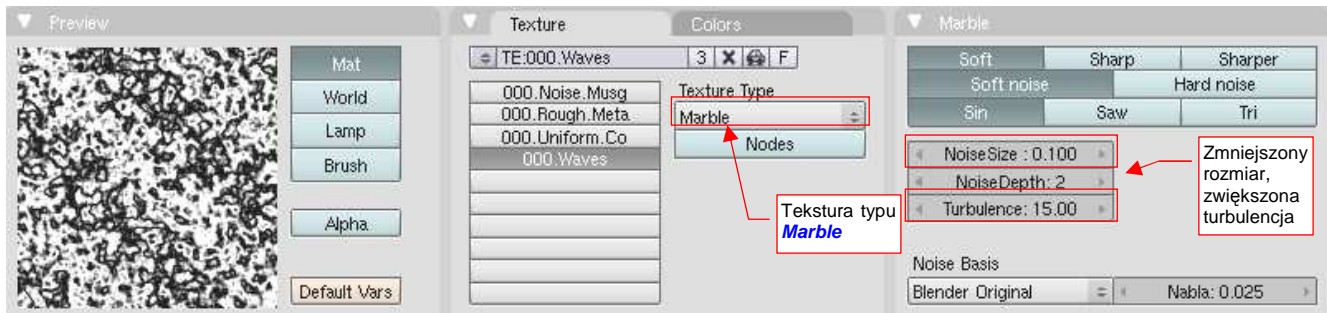 Preview
Mat
World
Lamp
Brush
Alpha
Default Vars
Texture
Colors
TE:000.Waves
3
F
000.Noise.Musg
000.Rough.Meta
000.Uniform.Co
000.Waves
Texture Type
Marble
Nodes
Tekstura typu
Marble
Marble
Soft Sharp Sharper
Soft noise Hard noise
Sin Saw Tri
NoiseSize : 0.100
NoiseDepth: 2
Turbulence: 15.00
Zmniejszony
rozmiar,
zwiększona
turbulencja
Noise Basis
Blender Original
Nabla: 0.025